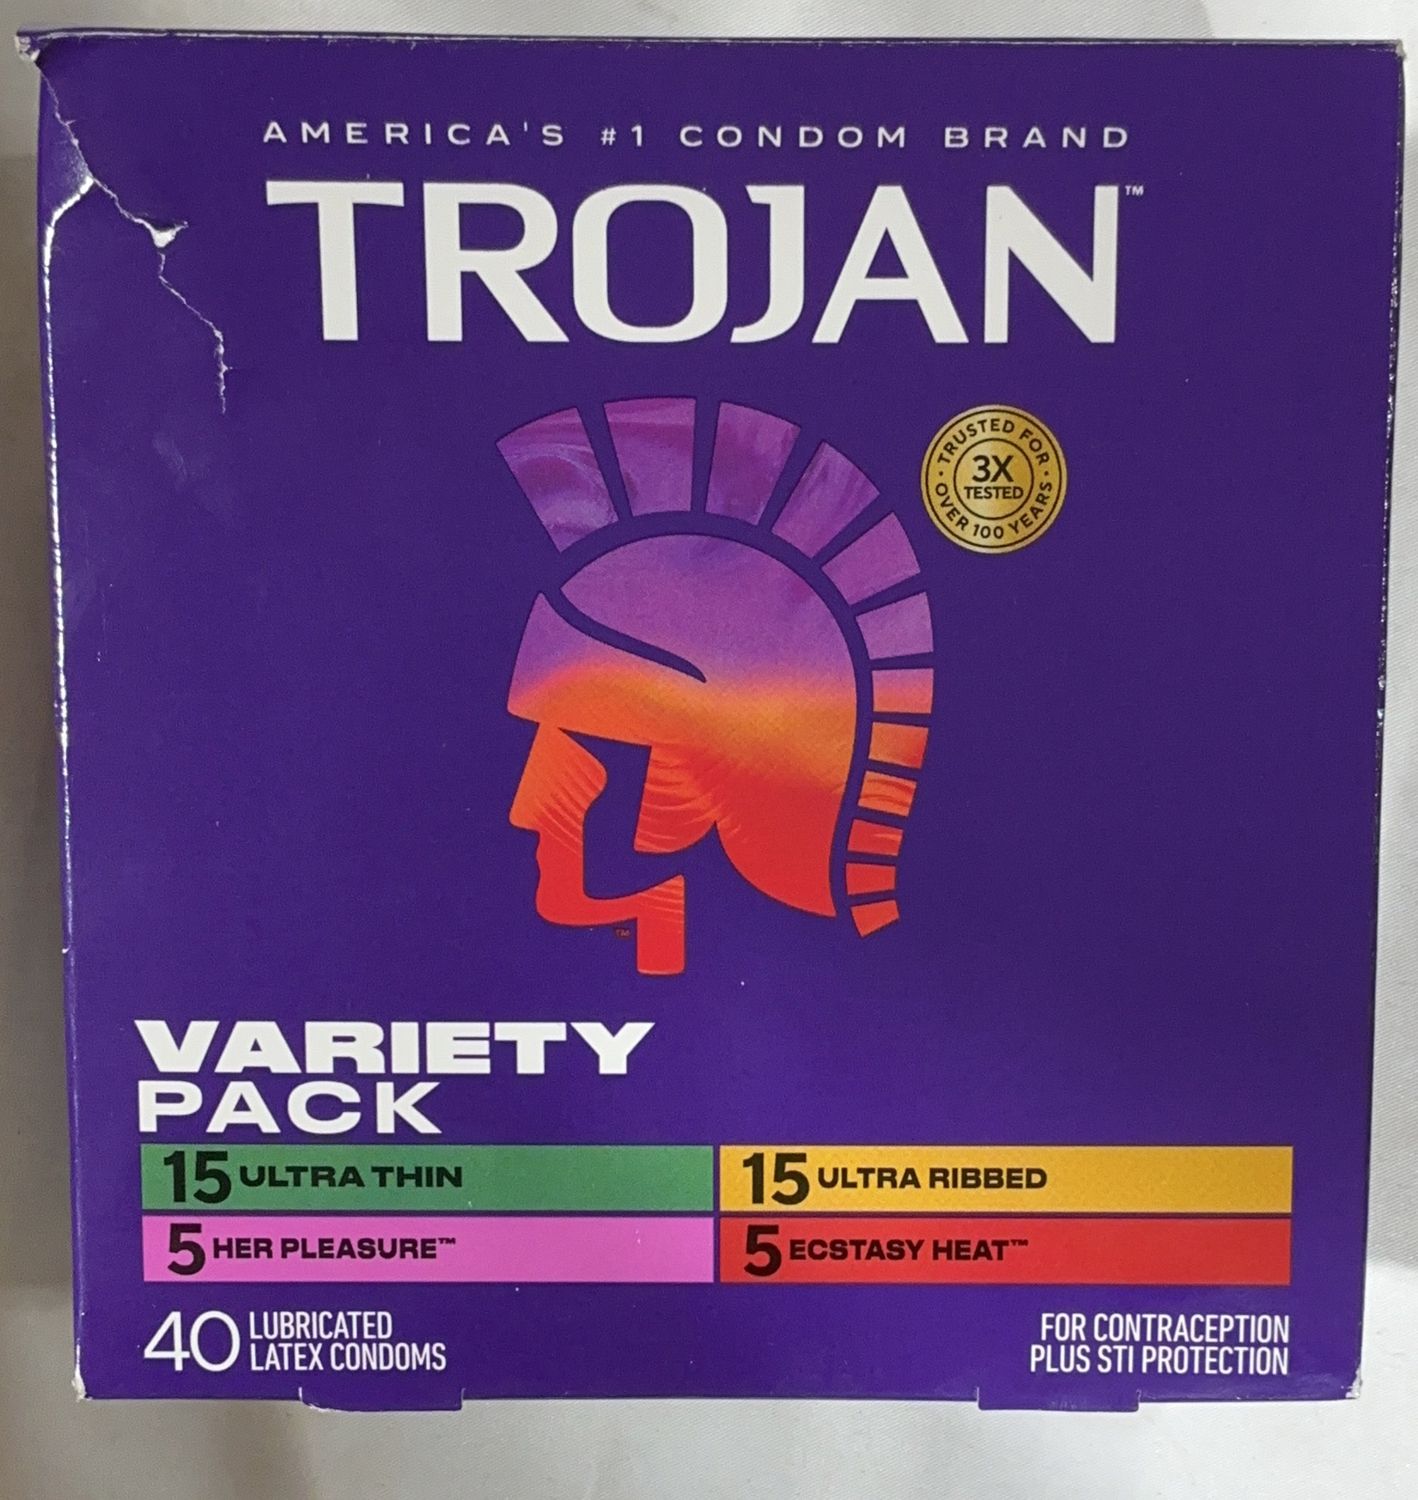 AMERICA'S #1 CONDOM BRAND
TROJAN™
TRUSTED FOR
3X
TESTED
OVER 100 YEARS
™
VARIETY
PACK
15 ULTRA THIN
15 ULTRA RIBBED
5 HER PLEASURE™
5 ECSTASY HEAT™
40 LUBRICATED
LATEX CONDOMS
FOR CONTRACEPTION
PLUS STI PROTECTION